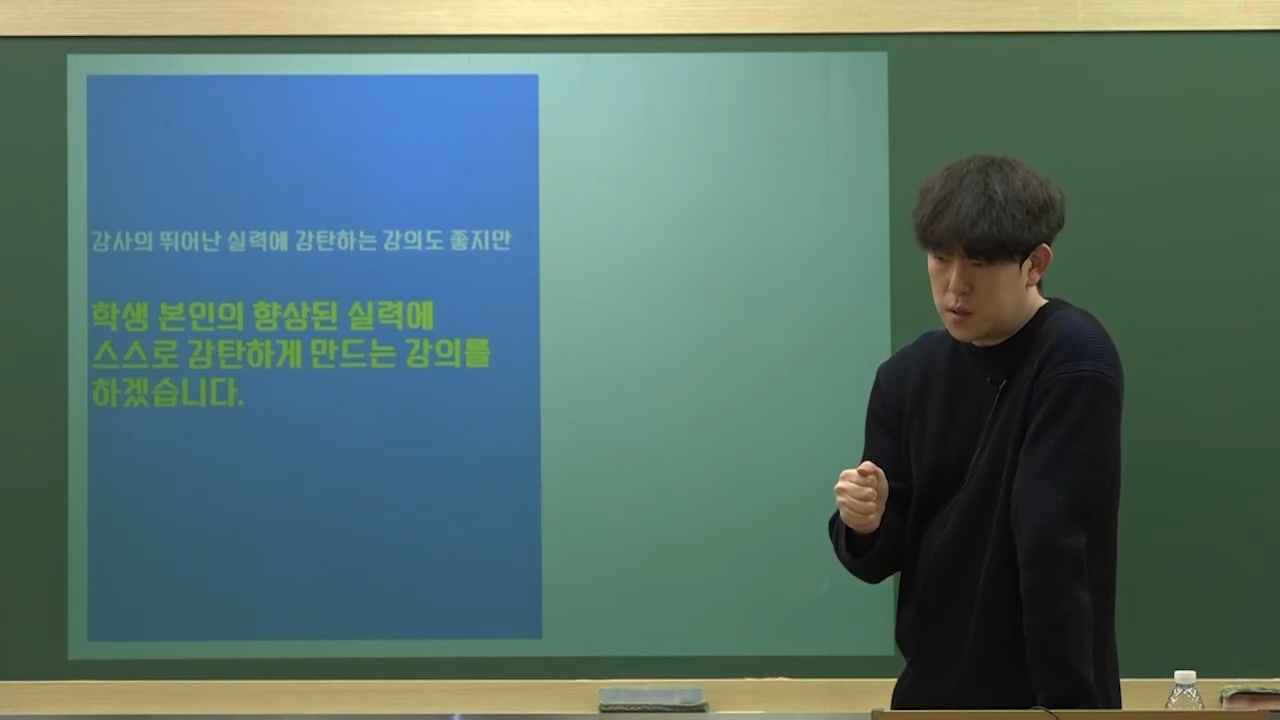 강사의 뛰어난 실력에 감탄하는 강의도 좋지만
학생 본인의 향상된 실력에
스스로 감탄하게 만드는 강의를
하겠습니다.